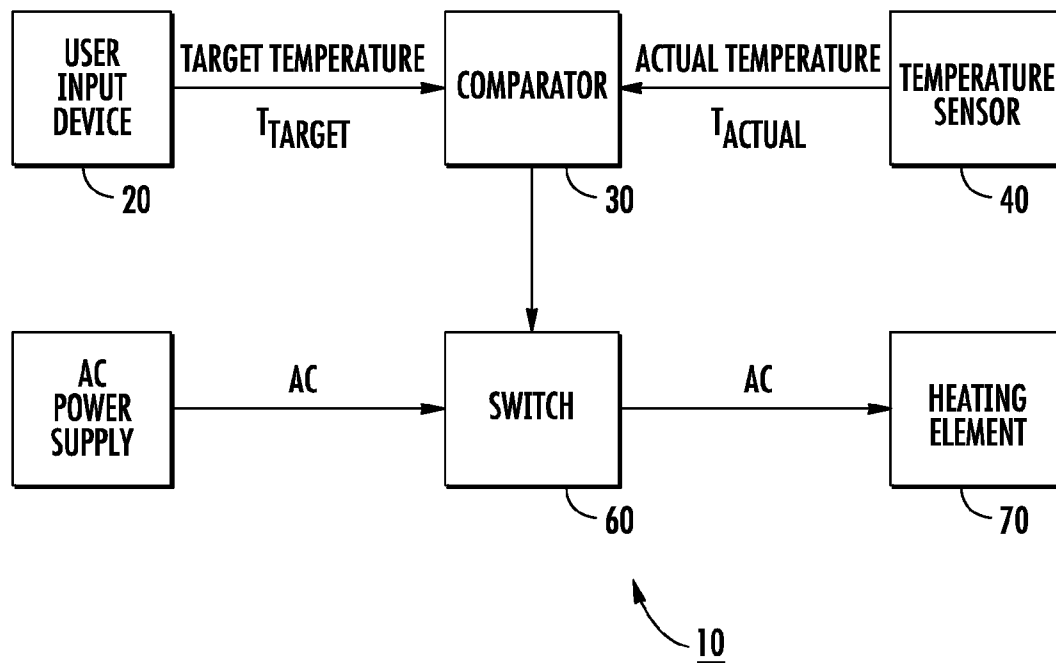 USER
INPUT
DEVICE
TARGET TEMPERATURE
TTARGET
COMPARATOR
ACTUAL TEMPERATURE
TACTUAL
TEMPERATURE
SENSOR
20
30
40
AC
POWER
SUPPLY
AC
SWITCH
AC
HEATING
ELEMENT
60
70
10